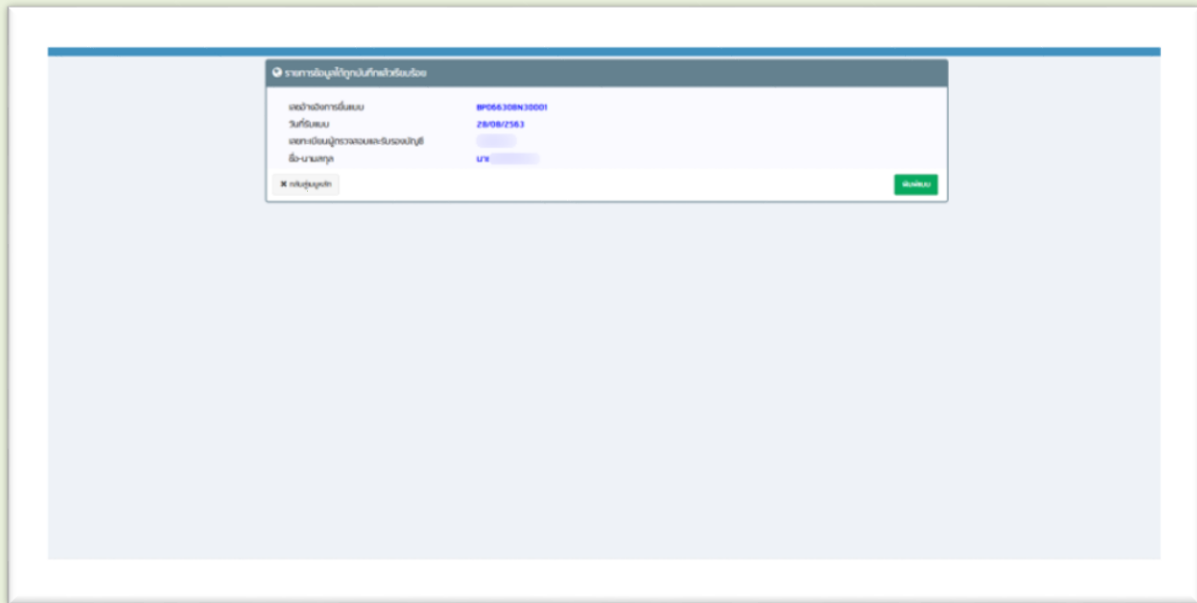 รายการข้อมูลได้ถูกบันทึกแล้วเรียบร้อย
เลขอ้างอิงการยื่นแบบ BP06630BN30001
วันที่รับแบบ 28/08/2563
เลขทะเบียนผู้ตรวจสอบและรับรองบัญชี
ชื่อ-นามสกุล นาย
กลับสู่เมนูหลัก พิมพ์แบบ